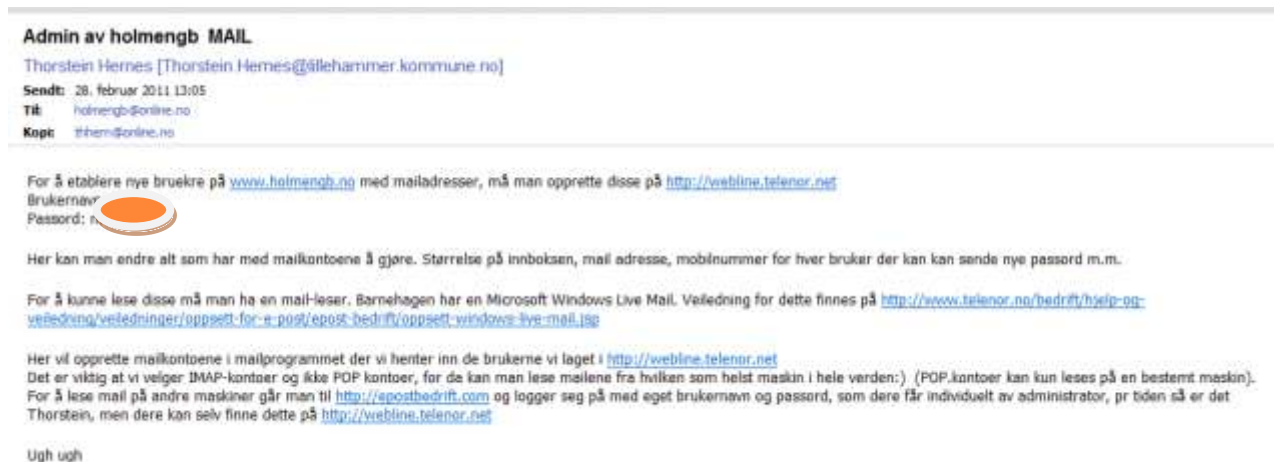 Admin av holmengb MAIL
Thorstein Hernes [Thorstein.Hernes@lillehammer.kommune.no]
Sendt: 28. februar 2011 13:05
Til: holmengb@online.no
Kopi: thhern@online.no
For å etablere nye bruekre på www.holmengb.no med mailadresser, må man opprette disse på http://webline.telenor.net
Brukernavn
Passord:
Her kan man endre alt som har med mailkontoene å gjøre. Størrelse på innboksen, mail adresse, mobilnummer for hver bruker der kan kan sende nye passord m.m.
For å kunne lese disse må man ha en mail-leser. Barnehagen har en Microsoft Windows Live Mail. Veiledning for dette finnes på http://www.telenor.no/bedrift/hjelp-og-
veiledning/veiledninger/oppsett-for-e-post/epost-bedrift/oppsett-windows-live-mail.jsp
Her vil opprette mailkontoene i mailprogrammet der vi henter inn de brukerne vi laget i http://webline.telenor.net
Det er viktig at vi velger IMAP-kontoer og ikke POP kontoer, for da kan man lese mailene fra hvilken som helst maskin i hele verden:) (POP.kontoer kan kun leses på en bestemt maskin).
For å lese mail på andre maskiner går man til http://epostbedrift.com og logger seg på med eget brukernavn og passord, som dere får individuelt av administrator, pr tiden så er det
Thorstein, men dere kan selv finne dette på http://webline.telenor.net
Ugh ugh